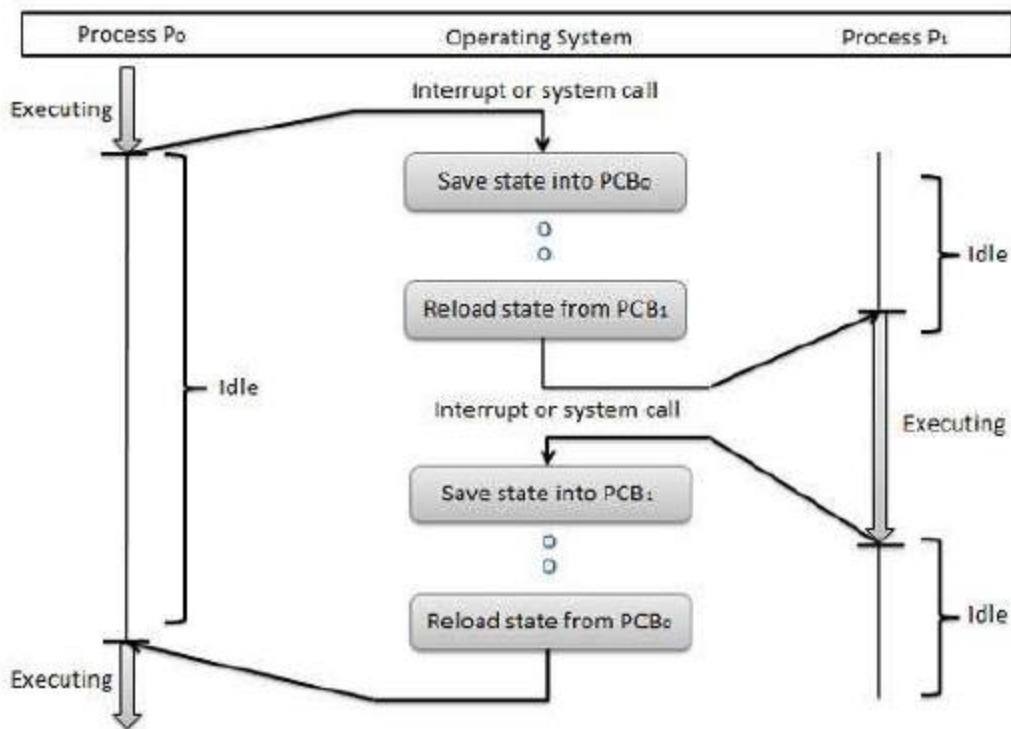 Process P₀ Operating System Process P₁
Interrupt or system call
Executing
Save state into PCB₀
Idle
Reload state from PCB₁
Idle
Interrupt or system call
Executing
Save state into PCB₁
Reload state from PCB₀
Idle
Executing